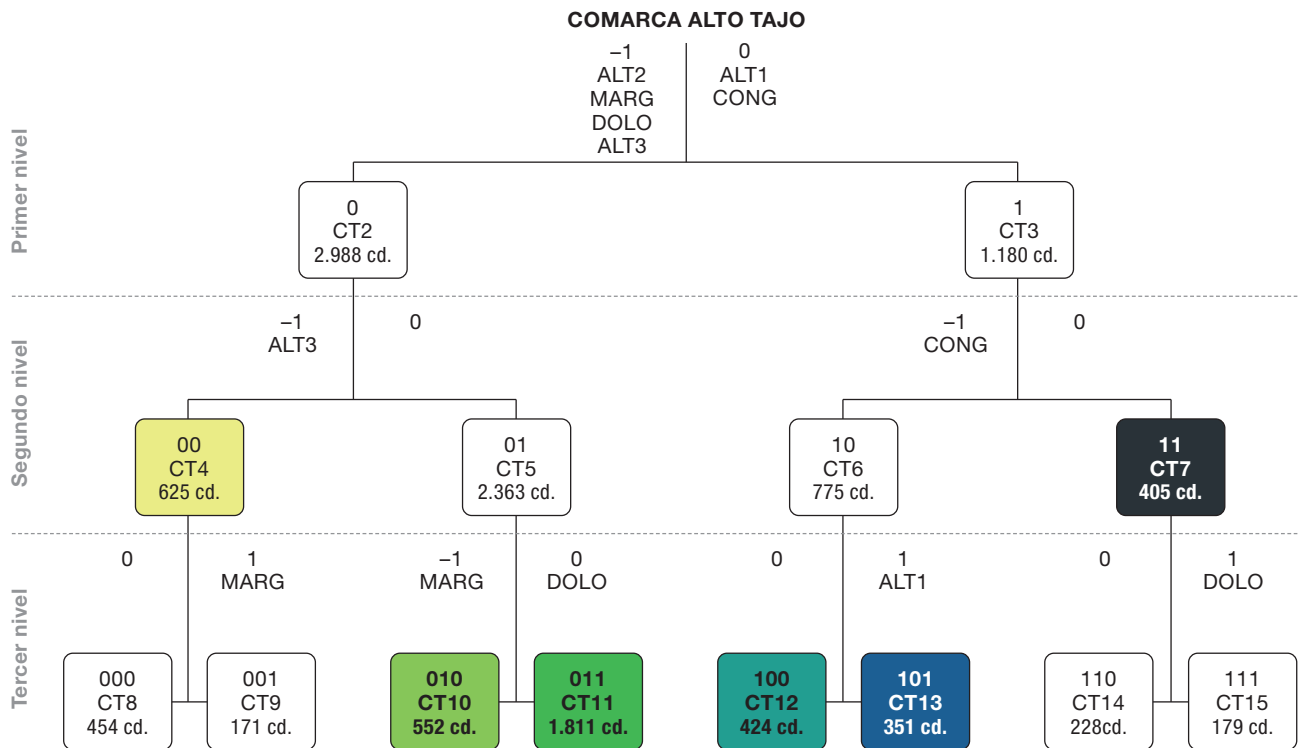 COMARCA ALTO TAJO
–1
ALT2
MARG
DOLO
ALT3
0
ALT1
CONG
Primer nivel
0
CT2
2.988 cd.
1
CT3
1.180 cd.
Segundo nivel
–1
ALT3
0
–1
CONG
0
00
CT4
625 cd.
01
CT5
2.363 cd.
10
CT6
775 cd.
11
CT7
405 cd.
Tercer nivel
0
1
MARG
–1
MARG
0
DOLO
0
1
ALT1
0
1
DOLO
000
CT8
454 cd.
001
CT9
171 cd.
010
CT10
552 cd.
011
CT11
1.811 cd.
100
CT12
424 cd.
101
CT13
351 cd.
110
CT14
228cd.
111
CT15
179 cd.